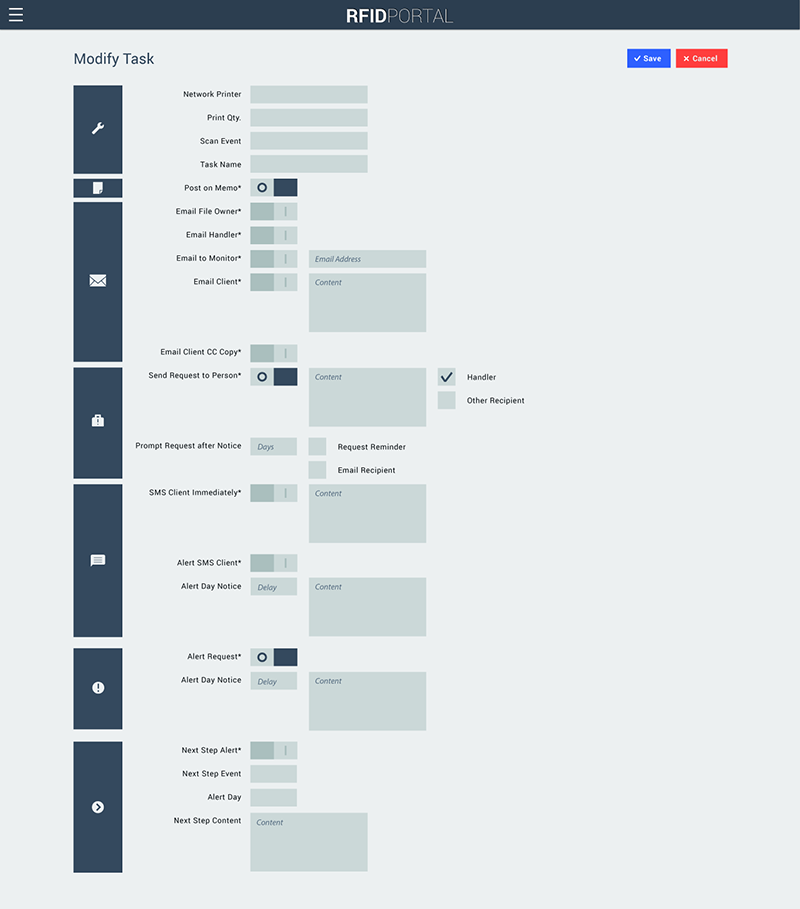 RFIDPORTAL
Modify Task
Save
Cancel
Network Printer
Print Qty.
Scan Event
Task Name
Post on Memo*
Email File Owner*
Email Handler*
Email to Monitor* Email Address
Email Client* Content
Email Client CC Copy*
Send Request to Person* Content Handler
Other Recipient
Prompt Request after Notice Days Request Reminder
Email Recipient
SMS Client Immediately* Content
Alert SMS Client*
Alert Day Notice Delay Content
Alert Request*
Alert Day Notice Delay Content
Next Step Alert*
Next Step Event
Alert Day
Next Step Content Content